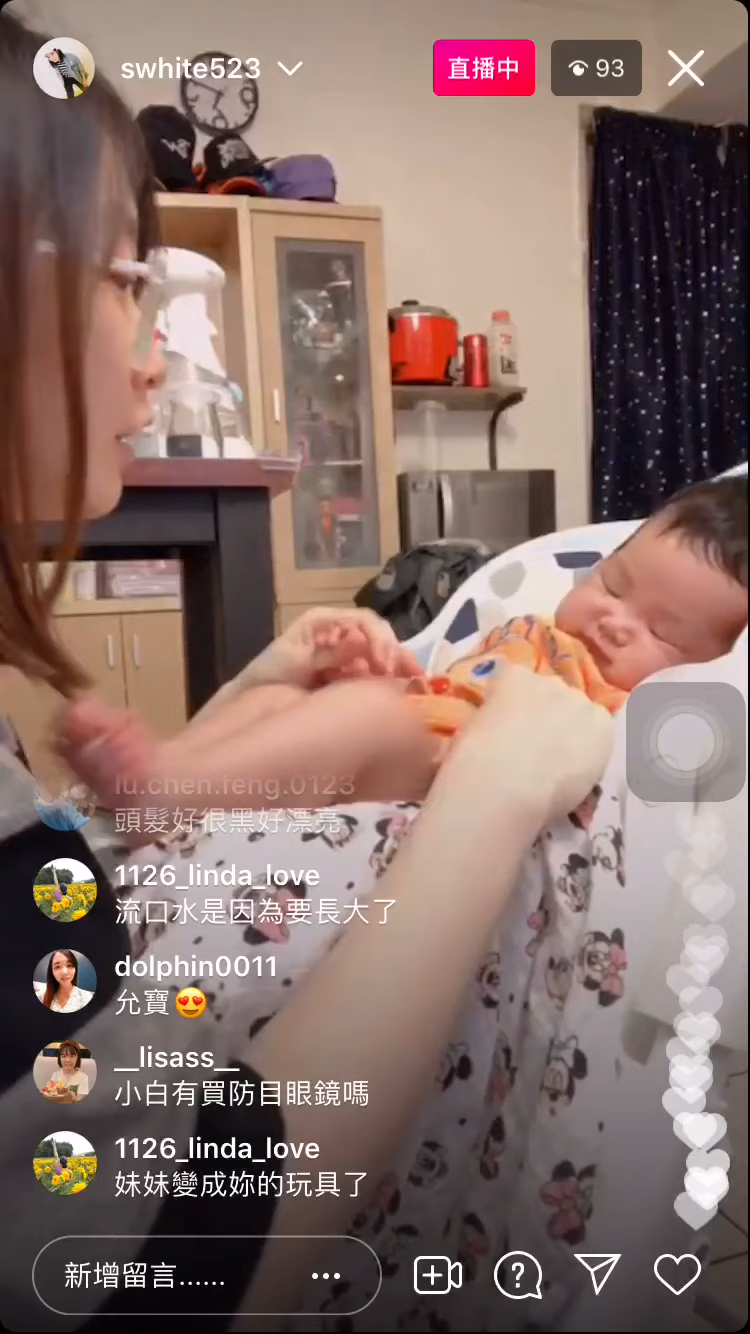 swhite523
直播中
93
lu.chen.feng.0123
頭髮好很黑好漂亮
1126_linda_love
流口水是因為要長大了
dolphin0011
允寶😍
__lisass__
小白有買防目眼鏡嗎
1126_linda_love
妹妹變成妳的玩具了
新增留言......